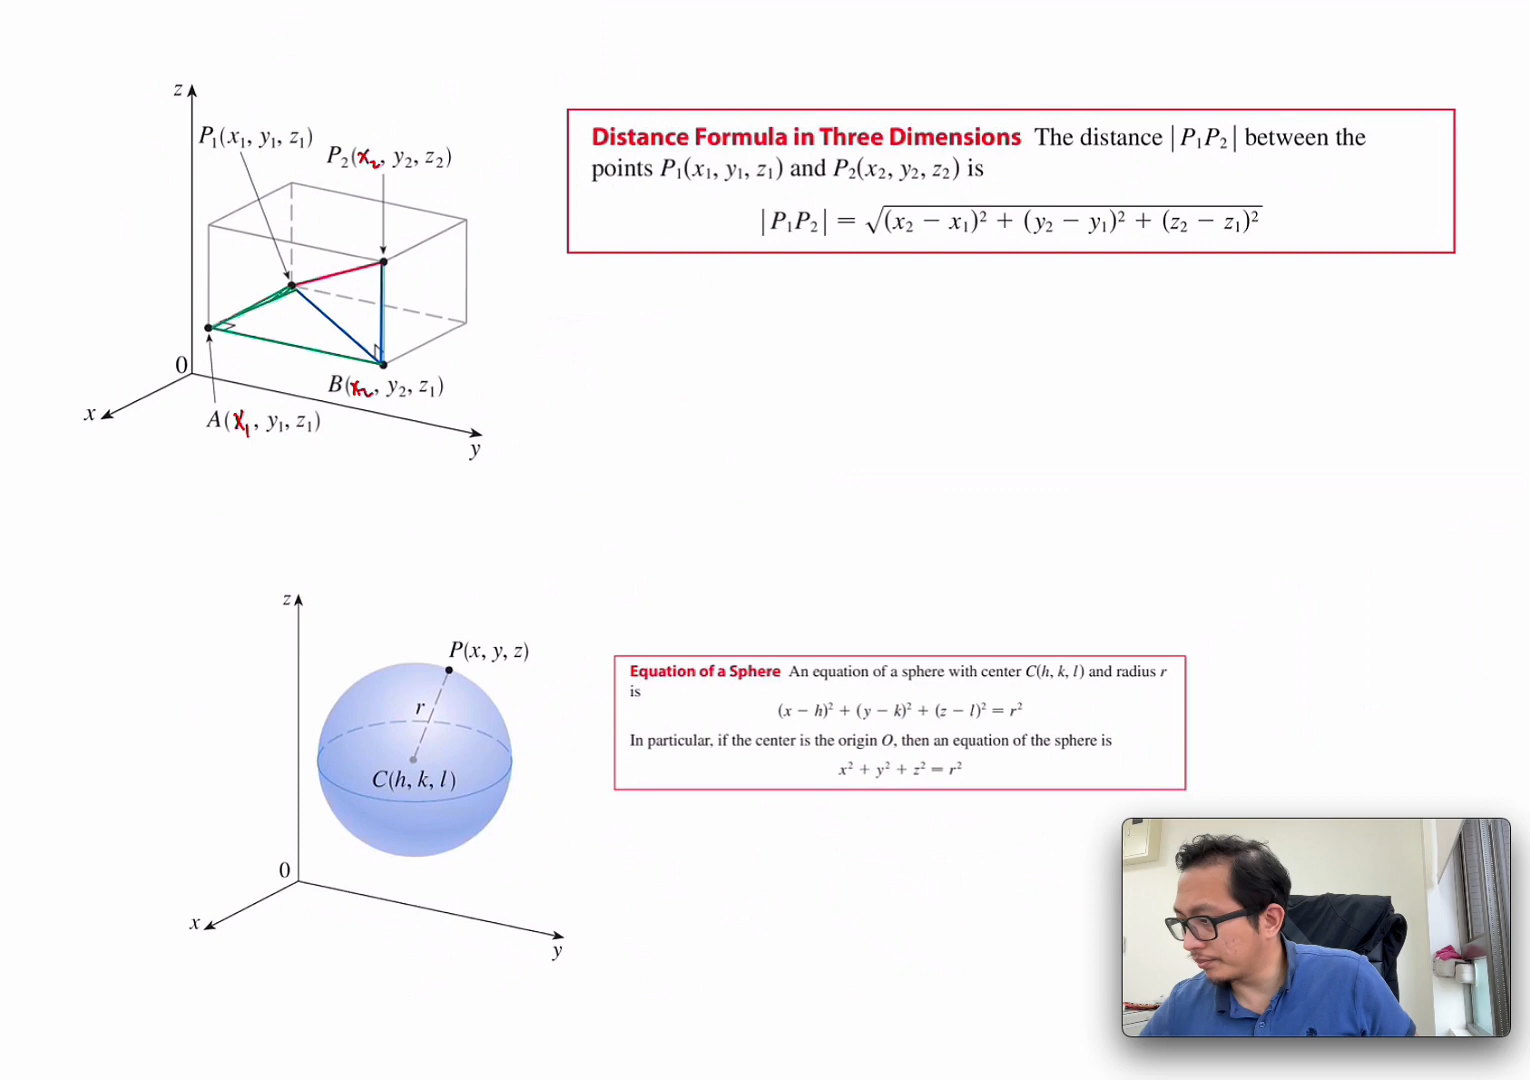 z
P₁(x₁, y₁, z₁)
P₂(x₂, y₂, z₂)
0
B(x₂, y₂, z₁)
x
A(x₁, y₁, z₁)
y
Distance Formula in Three Dimensions The distance |P₁P₂| between the
points P₁(x₁, y₁, z₁) and P₂(x₂, y₂, z₂) is
|P₁P₂| = √(x₂ − x₁)² + (y₂ − y₁)² + (z₂ − z₁)²
z
P(x, y, z)
r
C(h, k, l)
0
x
y
Equation of a Sphere An equation of a sphere with center C(h, k, l) and radius r
is
(x − h)² + (y − k)² + (z − l)² = r²
In particular, if the center is the origin O, then an equation of the sphere is
x² + y² + z² = r²